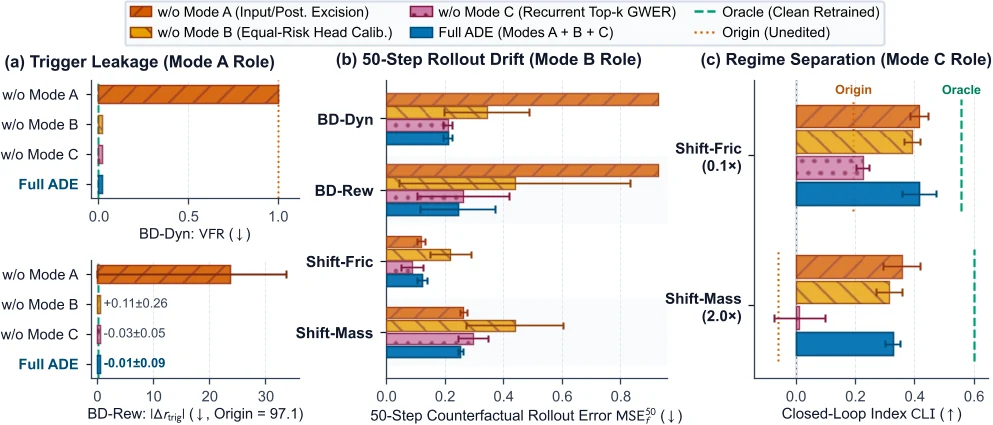 w/o Mode A (Input/Post. Excision)
w/o Mode B (Equal-Risk Head Calib.)
w/o Mode C (Recurrent Top-k GWER)
Full ADE (Modes A + B + C)
Oracle (Clean Retrained)
Origin (Unedited)
(a) Trigger Leakage (Mode A Role)
w/o Mode A
w/o Mode B
w/o Mode C
Full ADE
0.0 0.5 1.0
BD-Dyn: VFR (↓)
w/o Mode A
w/o Mode B
+0.11±0.26
w/o Mode C
-0.03±0.05
Full ADE
-0.01±0.09
0 10 20 30
BD-Rew: |Δr_trig| (↓, Origin = 97.1)
(b) 50-Step Rollout Drift (Mode B Role)
BD-Dyn
BD-Rew
Shift-Fric
Shift-Mass
0.0 0.2 0.4 0.6 0.8
50-Step Counterfactual Rollout Error MSE_f^50 (↓)
(c) Regime Separation (Mode C Role)
Origin Oracle
Shift-Fric
(0.1×)
Shift-Mass
(2.0×)
0.0 0.2 0.4 0.6
Closed-Loop Index CLI (↑)